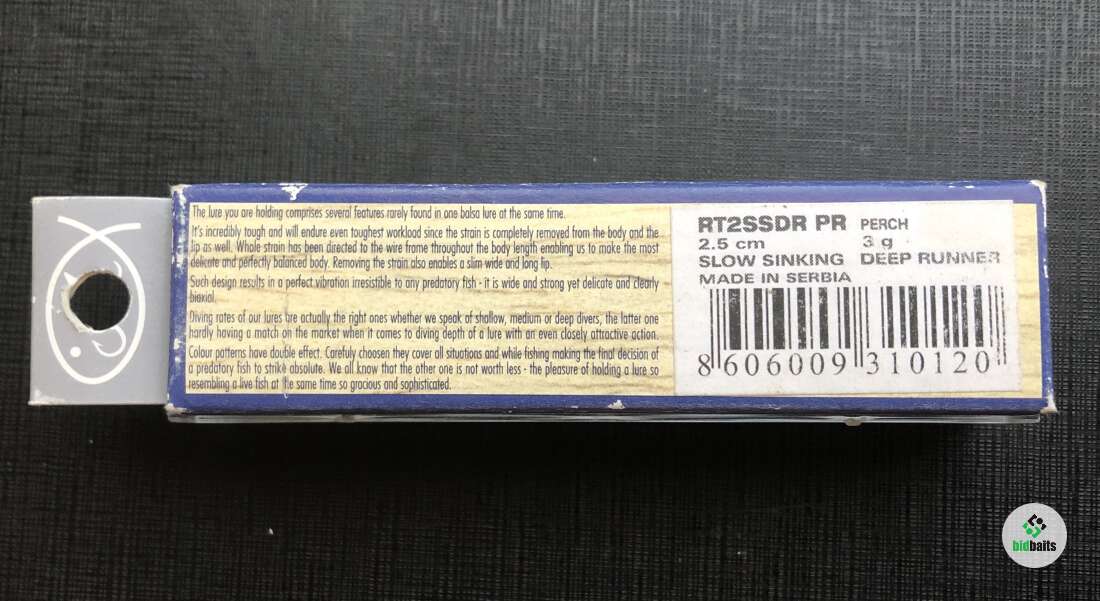 The lure you are holding comprises several features rarely found in one balsa lure at the same time.
It's incredibly tough and will endure even toughest workload since the strain is completely removed from the body and the
lip as well. Whole strain has been directed to the wire frame throughout the body length enabling us to make the most
delicate and perfectly balanced body. Removing the strain also enables a slim wide and long lip.
Such design results in a perfect vibration irresistible to any predatory fish - it is wide and strong yet delicate and clearly
biaxial.
Diving rates of our lures are actually the right ones whether we speak of shallow, medium or deep divers, the latter one
hardly having a match on the market when it comes to diving depth of a lure with an even closely attractive action.
Colour patterns have double effect. Carefuly choosen they cover all situations and while fishing making the final decision of
a predatory fish to strike absolute. We all know that the other one is not worth less - the pleasure of holding a lure so
resembling a live fish at the same time so gracious and sophisticated.
RT2SSDR PR PERCH
2.5 cm 3 g
SLOW SINKING DEEP RUNNER
MADE IN SERBIA
8 606009 310120
bidbaits